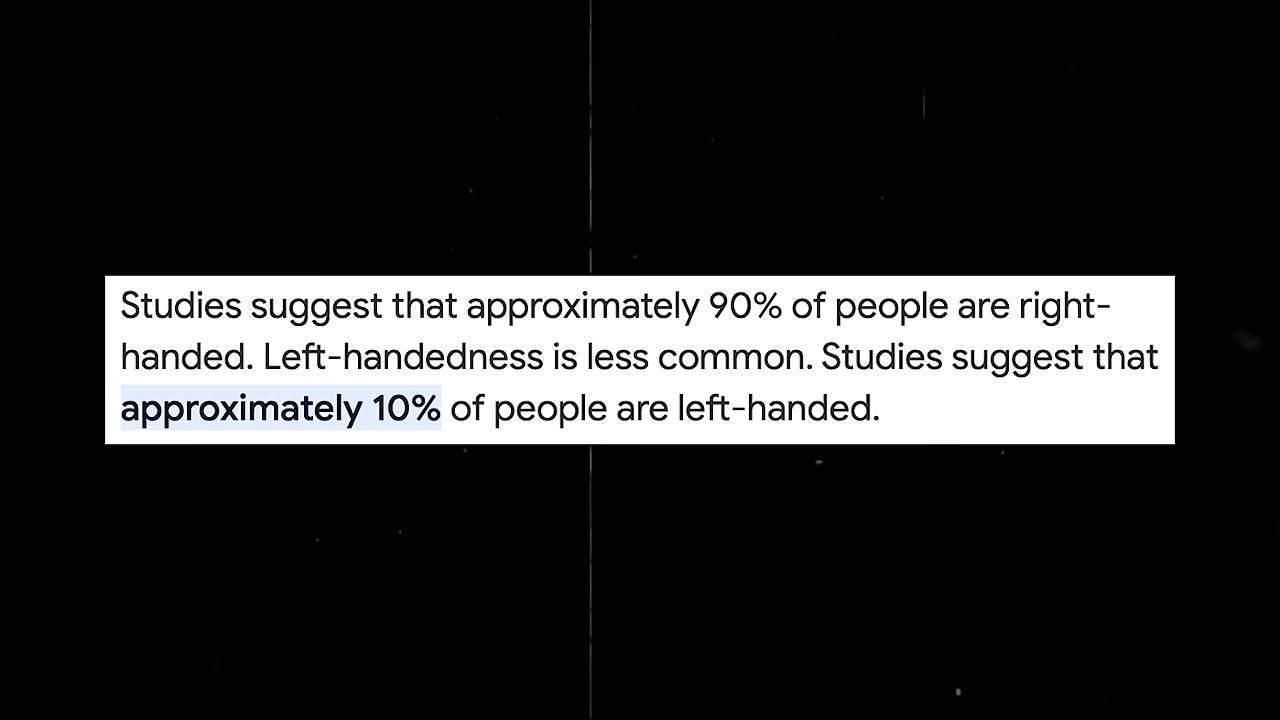 Studies suggest that approximately 90% of people are right-
handed. Left-handedness is less common. Studies suggest that
approximately 10% of people are left-handed.